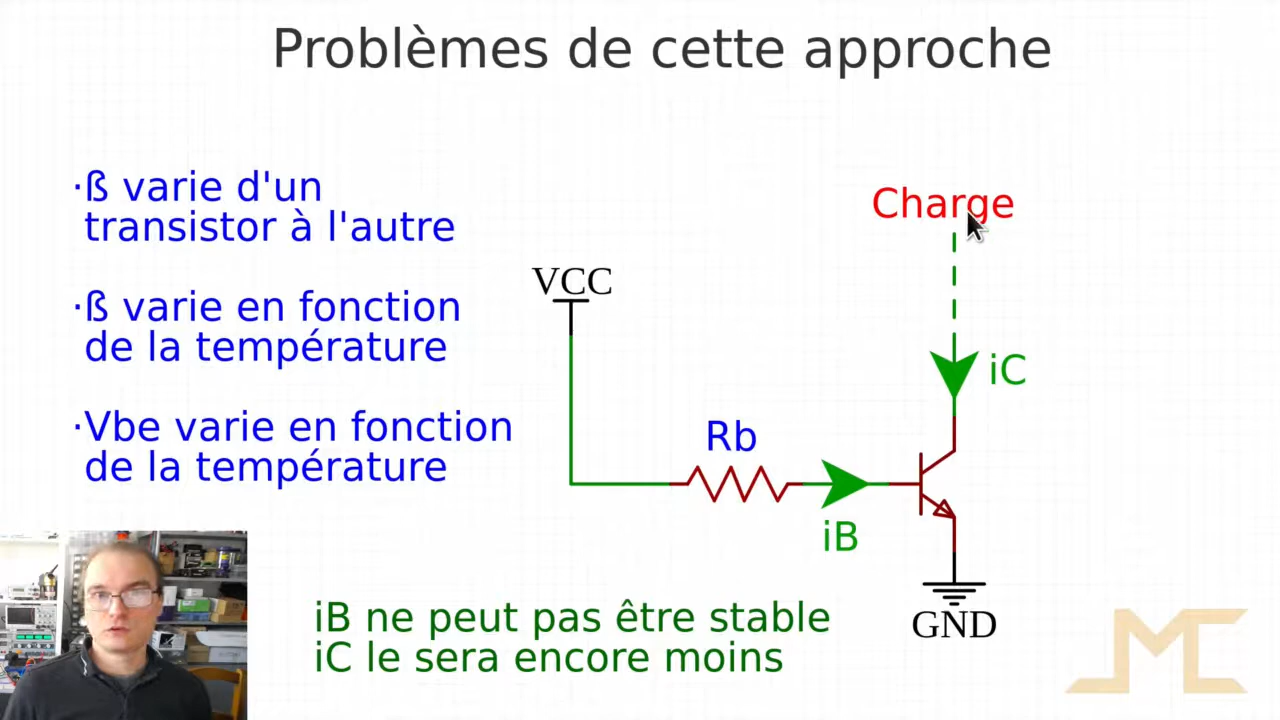 Problèmes de cette approche
·ß varie d'un
transistor à l'autre
·ß varie en fonction
de la température
·Vbe varie en fonction
de la température
Charge
VCC
iC
Rb
iB
GND
iB ne peut pas être stable
iC le sera encore moins
MC